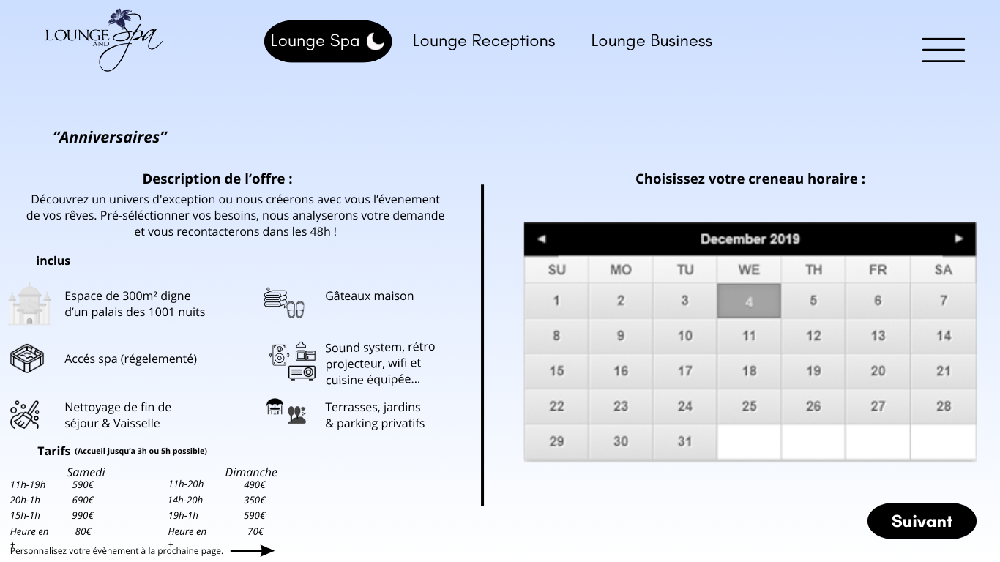 LOUNGE AND Spa
Lounge Spa
Lounge Receptions
Lounge Business
“Anniversaires”
Description de l’offre :
Découvrez un univers d'exception ou nous créerons avec vous l’évenement
de vos rêves. Pré-séléctionner vos besoins, nous analyserons votre demande
et vous recontacterons dans les 48h !
inclus
Espace de 300m² digne
d’un palais des 1001 nuits
Gâteaux maison
Accés spa (régelementé)
Sound system, rétro
projecteur, wifi et
cuisine équipée...
Nettoyage de fin de
séjour & Vaisselle
Terrasses, jardins
& parking privatifs
Tarifs (Accueil jusqu’a 3h ou 5h possible)
Samedi
11h-19h 590€
20h-1h 690€
15h-1h 990€
Heure en 80€
+
Dimanche
11h-20h 490€
14h-20h 350€
19h-1h 590€
Heure en 70€
+
Personnalisez votre évènement à la prochaine page.
Choisissez votre creneau horaire :
December 2019
SU MO TU WE TH FR SA
1 2 3 4 5 6 7
8 9 10 11 12 13 14
15 16 17 18 19 20 21
22 23 24 25 26 27 28
29 30 31
Suivant